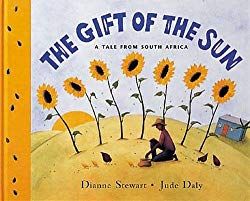 THE GIFT OF THE SUN
A TALE FROM SOUTH AFRICA
Dianne Stewart • Jude Daly